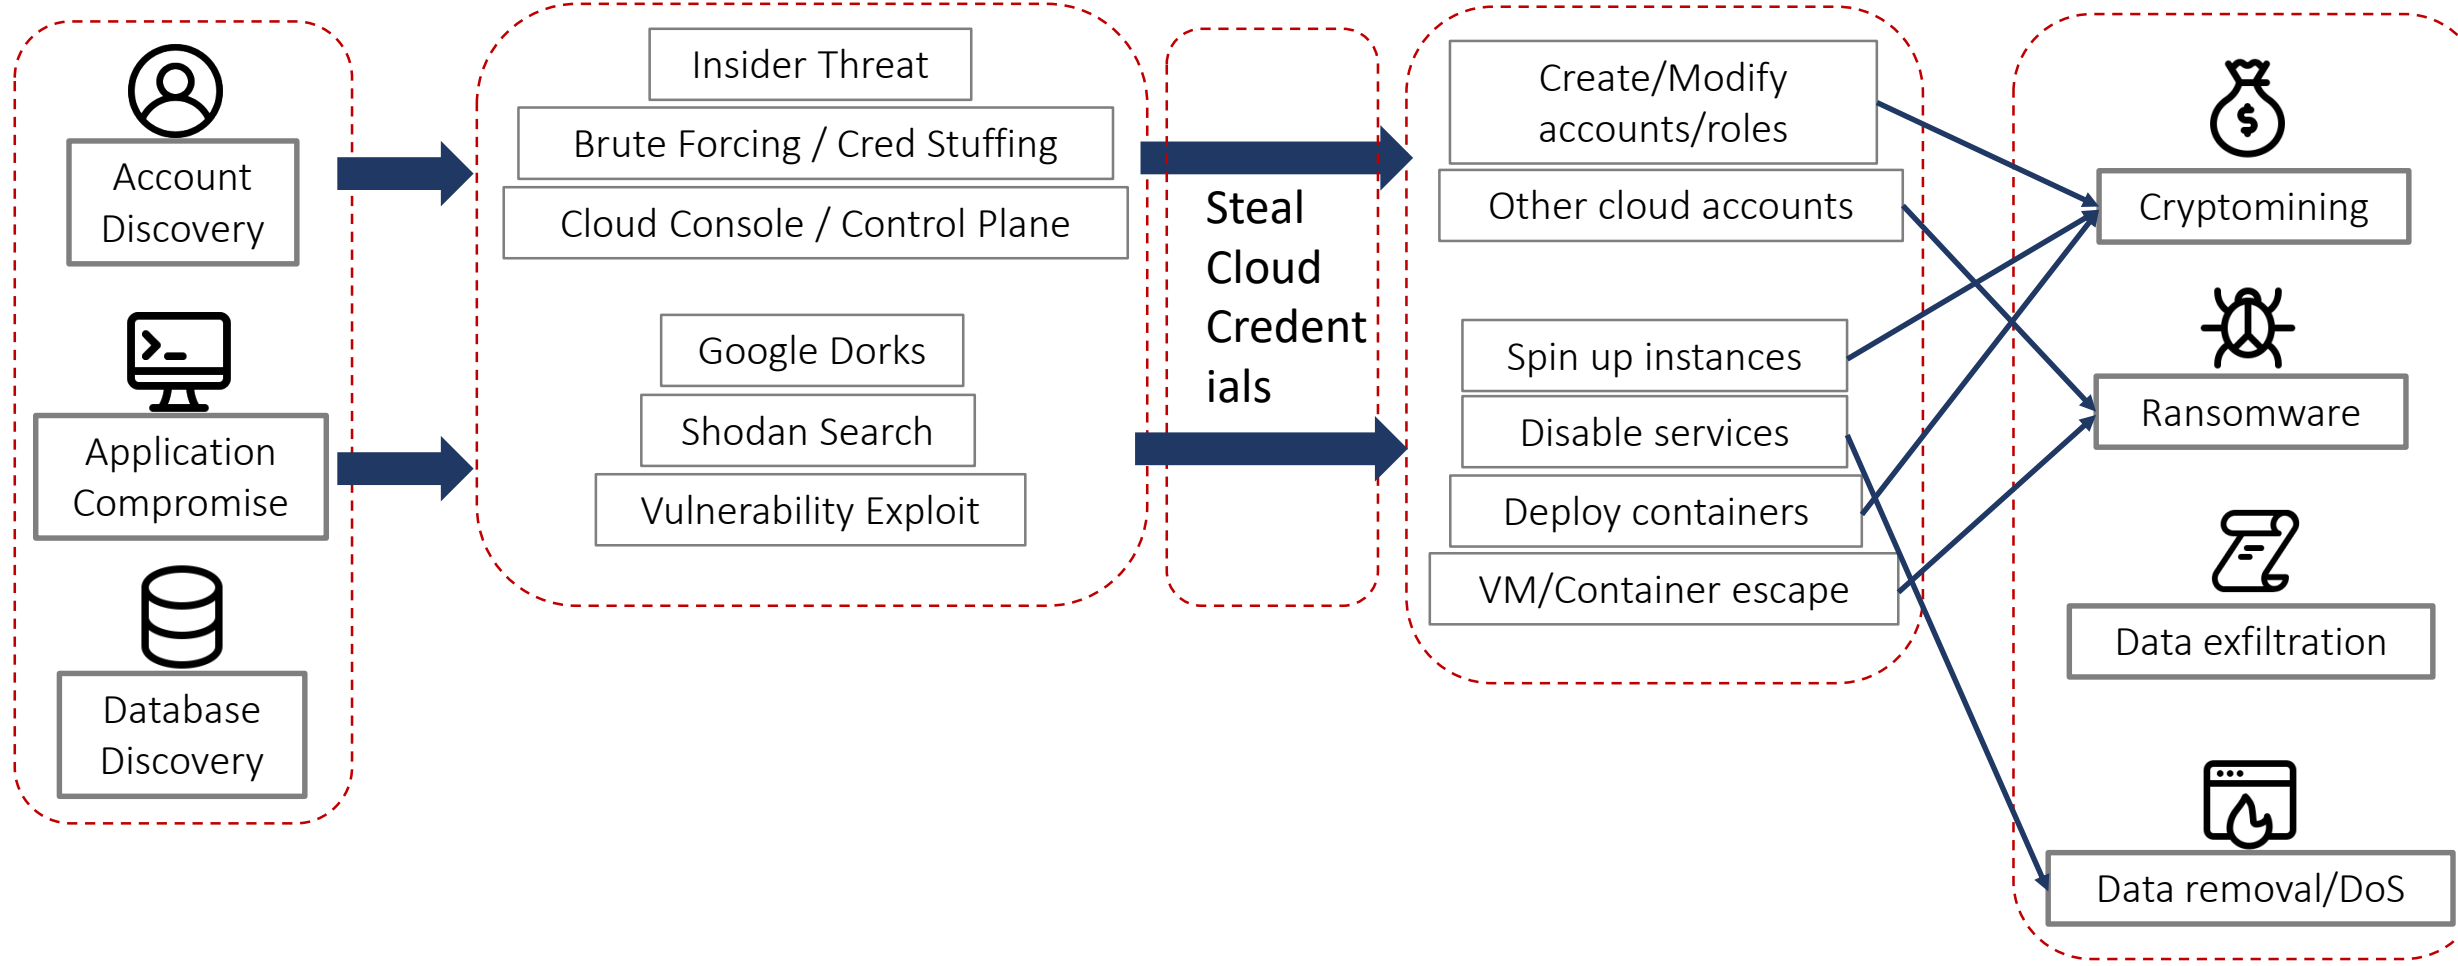 Account
Discovery
Application
Compromise
Database
Discovery
Insider Threat
Brute Forcing / Cred Stuffing
Cloud Console / Control Plane
Google Dorks
Shodan Search
Vulnerability Exploit
Steal
Cloud
Credent
ials
Create/Modify
accounts/roles
Other cloud accounts
Spin up instances
Disable services
Deploy containers
VM/Container escape
$
Cryptomining
Ransomware
Data exfiltration
Data removal/DoS